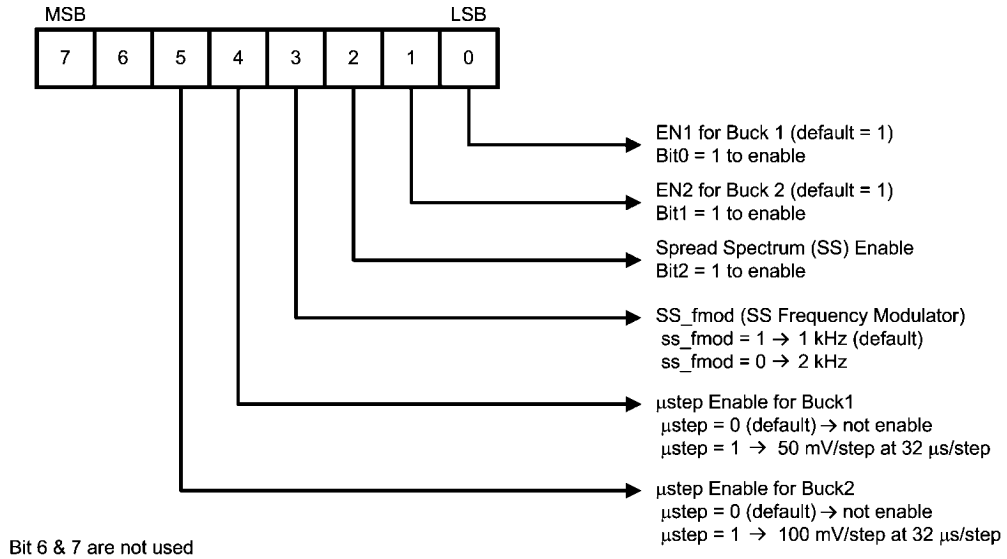 MSB LSB
7 6 5 4 3 2 1 0
EN1 for Buck 1 (default = 1)
Bit0 = 1 to enable
EN2 for Buck 2 (default = 1)
Bit1 = 1 to enable
Spread Spectrum (SS) Enable
Bit2 = 1 to enable
SS_fmod (SS Frequency Modulator)
ss_fmod = 1 → 1 kHz (default)
ss_fmod = 0 → 2 kHz
μstep Enable for Buck1
μstep = 0 (default) → not enable
μstep = 1 → 50 mV/step at 32 μs/step
μstep Enable for Buck2
μstep = 0 (default) → not enable
μstep = 1 → 100 mV/step at 32 μs/step
Bit 6 & 7 are not used